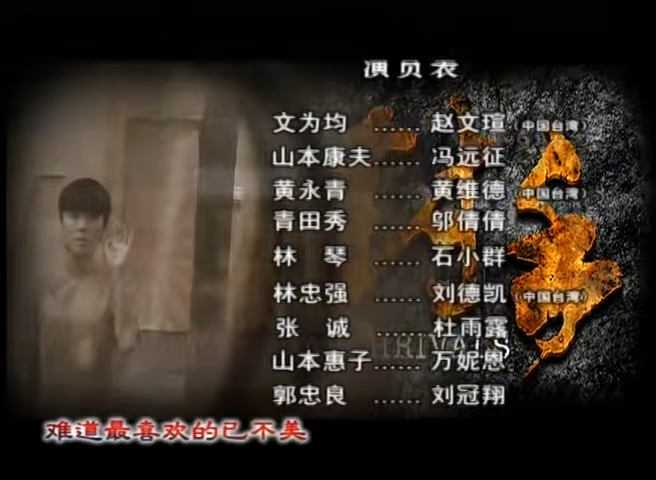 演员表
文为均 …… 赵文瑄(中国台湾)
山本康夫…… 冯远征
黄永青 …… 黄维德(中国台湾)
青田秀 …… 邬倩倩
林 琴 …… 石小群
林忠强 …… 刘德凯(中国台湾)
张 诚 …… 杜雨露
TRIVALS
山本惠子…… 万妮恩
郭忠良 …… 刘冠翔
难道最喜欢的已不美